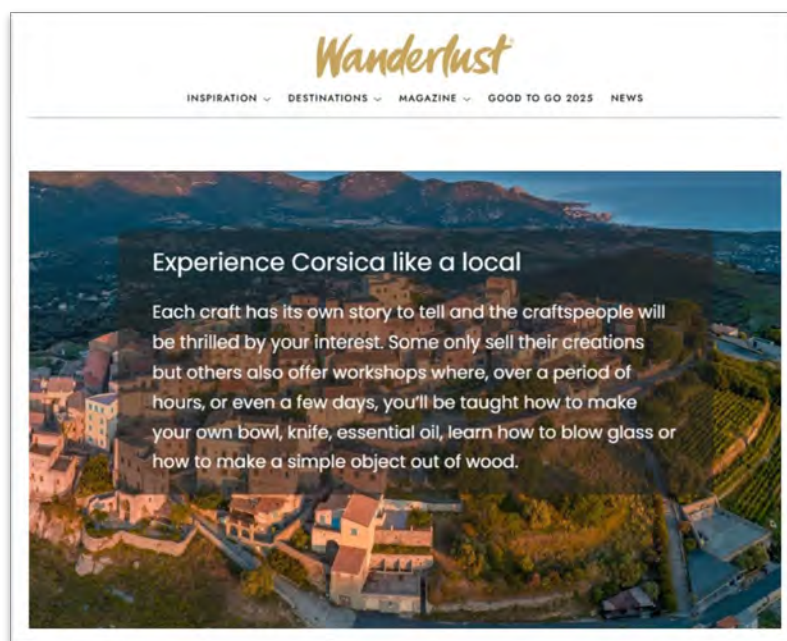 Wanderlust
INSPIRATION DESTINATIONS MAGAZINE GOOD TO GO 2025 NEWS
Experience Corsica like a local
Each craft has its own story to tell and the craftspeople will
be thrilled by your interest. Some only sell their creations
but others also offer workshops where, over a period of
hours, or even a few days, you'll be taught how to make
your own bowl, knife, essential oil, learn how to blow glass or
how to make a simple object out of wood.